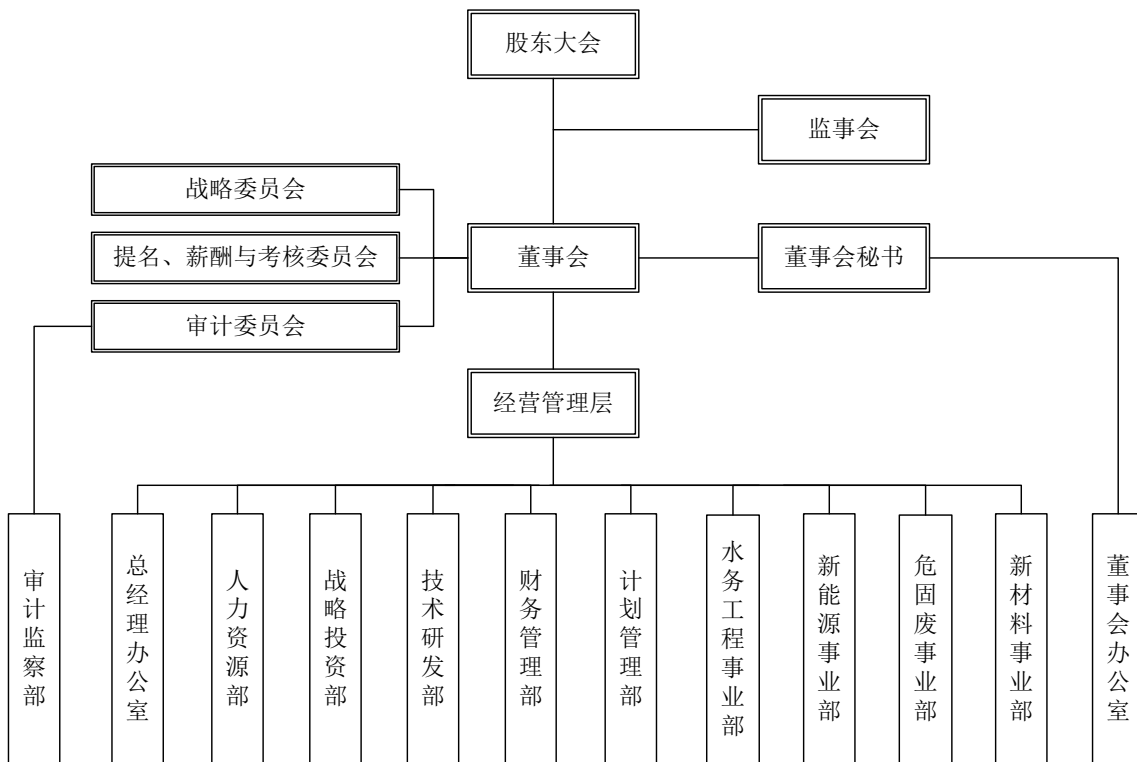 股东大会
监事会
战略委员会
提名、薪酬与考核委员会
董事会
董事会秘书
审计委员会
经营管理层
审计监察部
总经理办公室
人力资源部
战略投资部
技术研发部
财务管理部
计划管理部
水务工程事业部
新能源事业部
危固废事业部
新材料事业部
董事会办公室